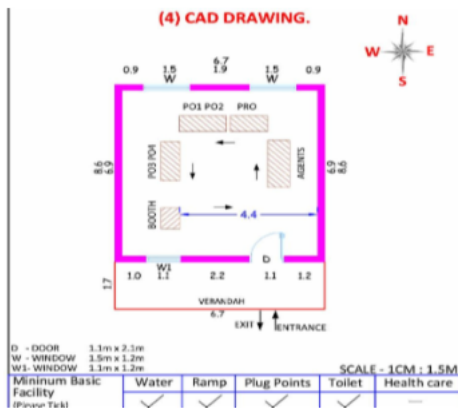 (4) CAD DRAWING.
N
W E
S
6.7
0.9 1.5 1.9 1.5 0.9
W W
PO1 PO2 PRO
8.6 6.9 PO3 PO4 AGENTS 6.9 8.6
BOOTH 4.4
D
W1
1.0 1.1 2.2 1.1 1.2
1.7
VERANDAH
6.7
EXIT ENTRANCE
D - DOOR 1.1m x 2.1m
W - WINDOW 1.5m x 1.2m
W1- WINDOW 1.1m x 1.2m
SCALE - 1CM : 1.5M
Mininum Basic Water Ramp Plug Points Toilet Health care
Facility
(Please Tick)